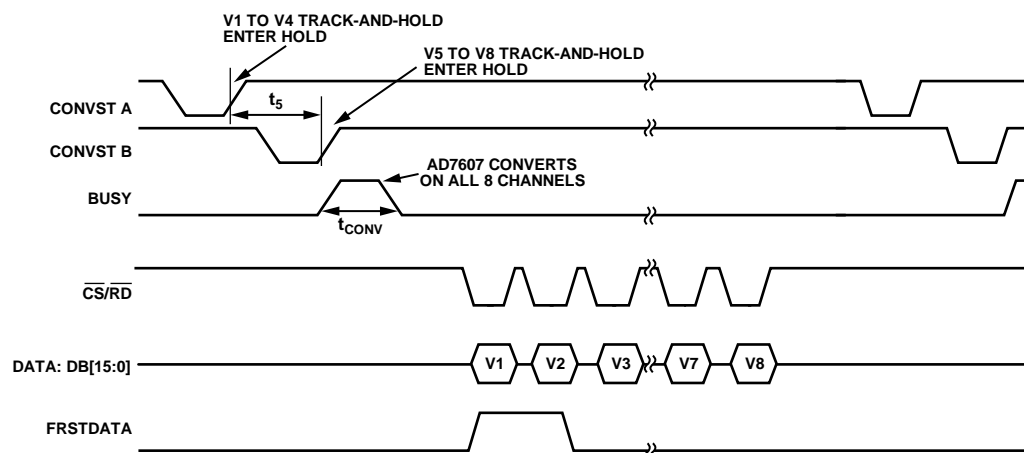 V1 TO V4 TRACK-AND-HOLD
ENTER HOLD
V5 TO V8 TRACK-AND-HOLD
ENTER HOLD
CONVST A
t5
CONVST B
AD7607 CONVERTS
ON ALL 8 CHANNELS
BUSY
tCONV
CS/RD
DATA: DB[15:0]
V1
V2
V3
V7
V8
FRSTDATA